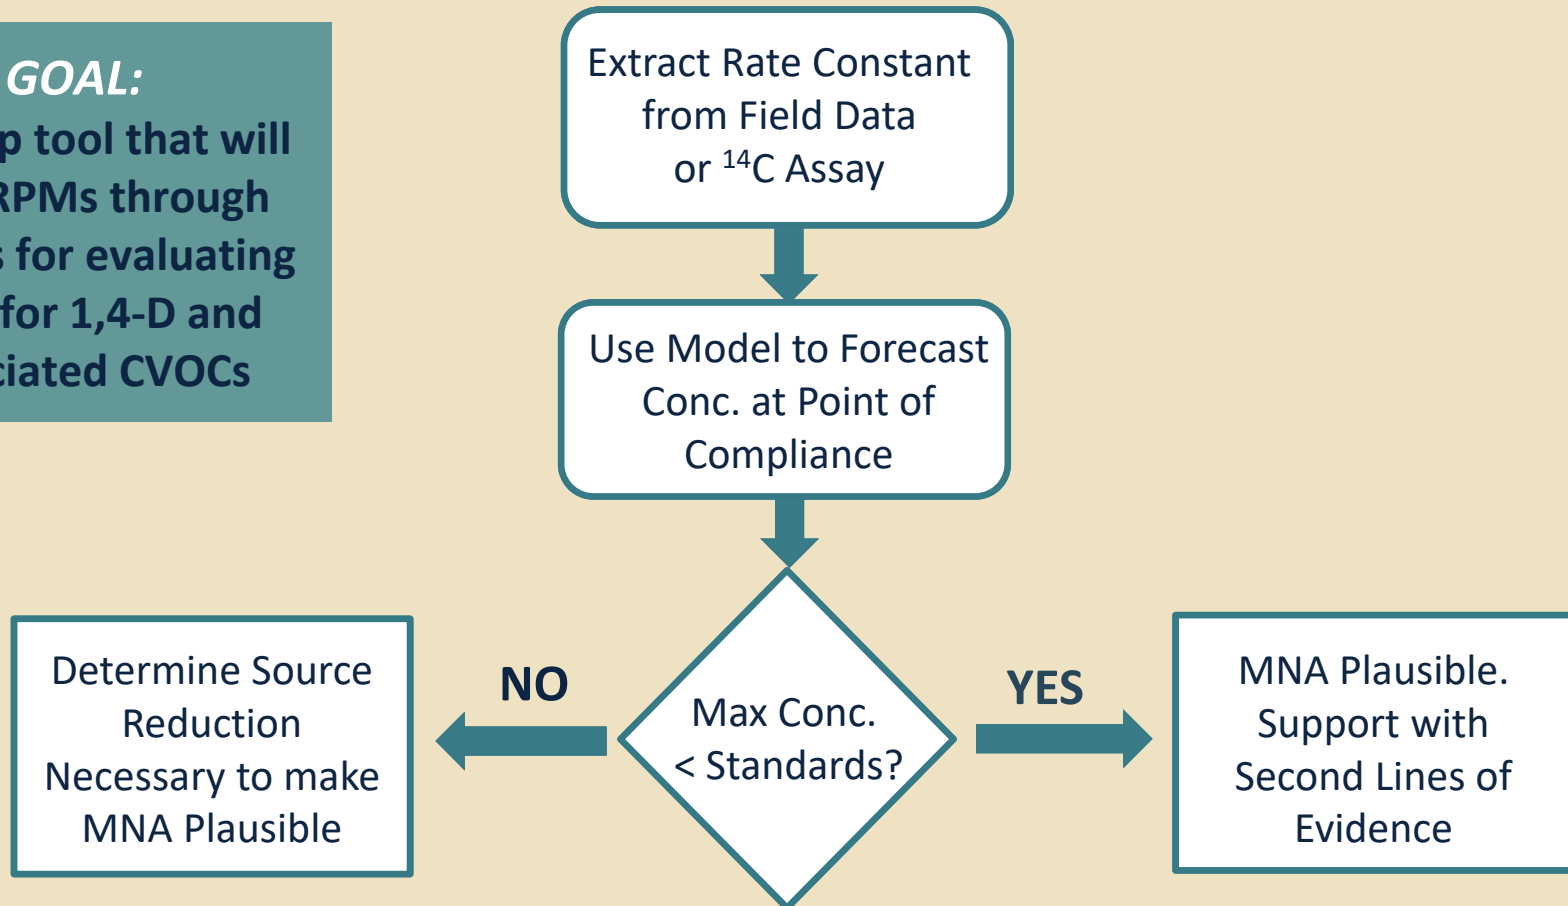 GOAL:
p tool that will
RPMs through
s for evaluating
for 1,4-D and
ciated CVOCs
Extract Rate Constant
from Field Data
or ¹⁴C Assay
Use Model to Forecast
Conc. at Point of
Compliance
Max Conc.
< Standards?
NO
YES
Determine Source
Reduction
Necessary to make
MNA Plausible
MNA Plausible.
Support with
Second Lines of
Evidence